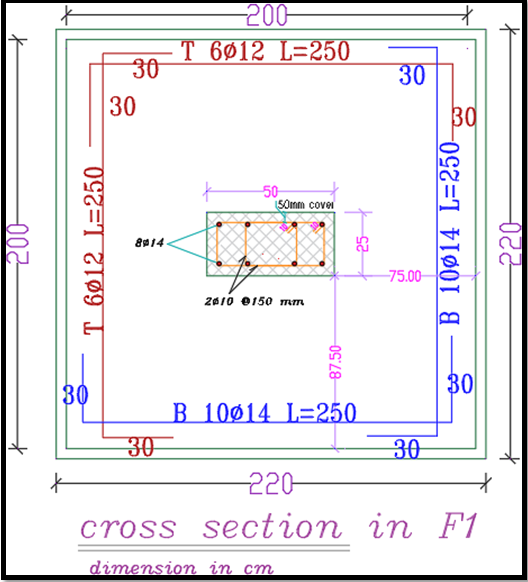 200
T 6ø12 L=250
30
30
30
30
T 6ø12 L=250
B 10ø14 L=250
200
220
50
50mm cover
8ø14
25
75.00
2ø10 @150 mm
87.50
30
30
B 10ø14 L=250
30
30
220
cross section in F1
dimension in cm